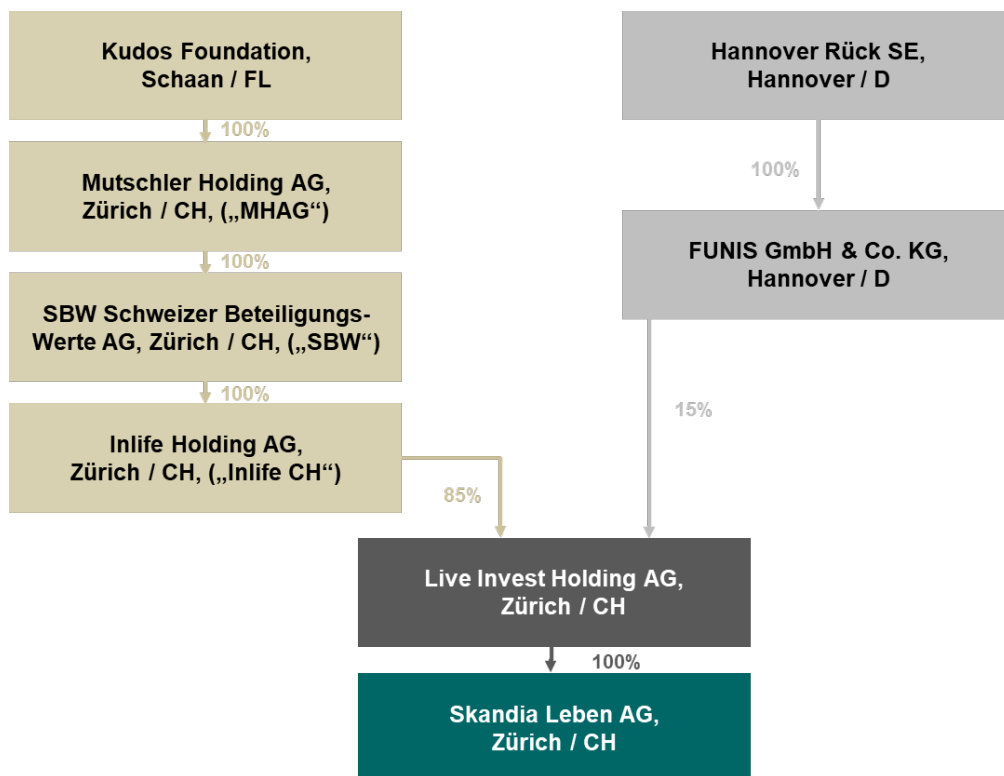 Kudos Foundation,
Schaan / FL
100%
Mutschler Holding AG,
Zürich / CH, („MHAG“)
100%
SBW Schweizer Beteiligungs-
Werte AG, Zürich / CH, („SBW“)
100%
Inlife Holding AG,
Zürich / CH, („Inlife CH“)
85%
Hannover Rück SE,
Hannover / D
100%
FUNIS GmbH & Co. KG,
Hannover / D
15%
Live Invest Holding AG,
Zürich / CH
100%
Skandia Leben AG,
Zürich / CH